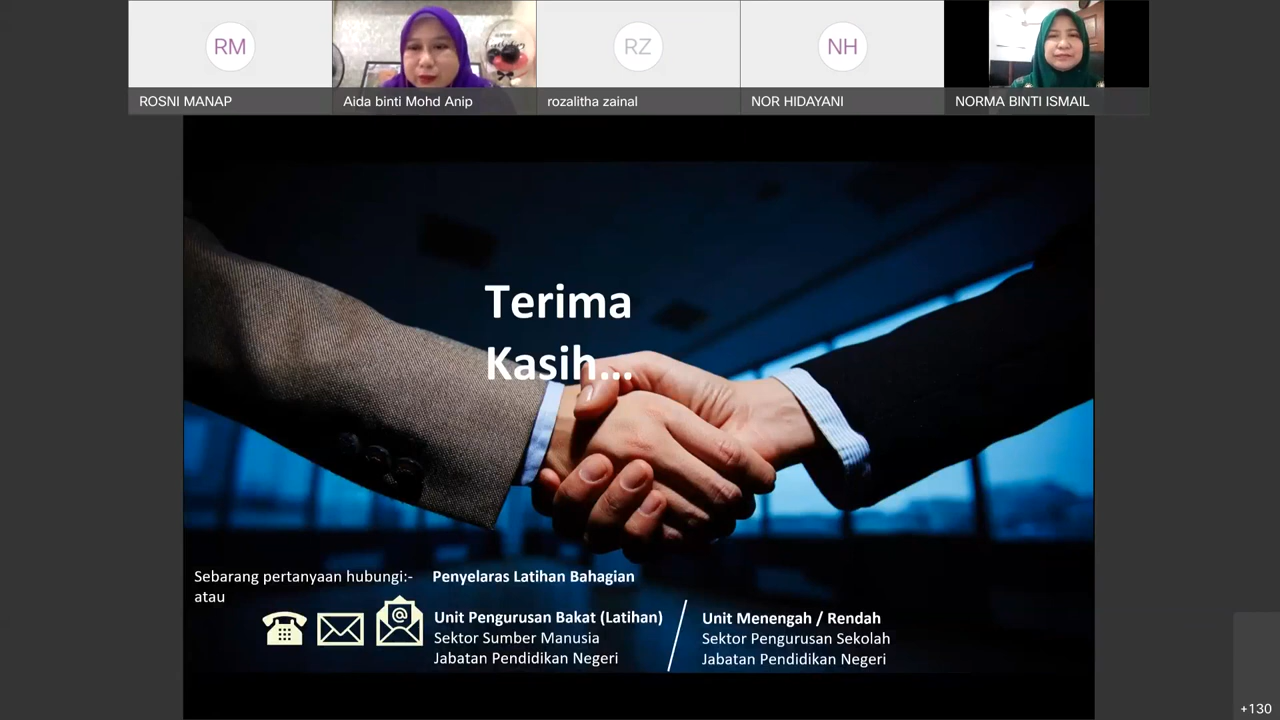 RM
RZ
NH
ROSNI MANAP
Aida binti Mohd Anip
rozalitha zainal
NOR HIDAYANI
NORMA BINTI ISMAIL
Terima
Kasih...
Sebarang pertanyaan hubungi:- Penyelaras Latihan Bahagian
atau
@
Unit Pengurusan Bakat (Latihan)
Sektor Sumber Manusia
Jabatan Pendidikan Negeri
Unit Menengah / Rendah
Sektor Pengurusan Sekolah
Jabatan Pendidikan Negeri
+130